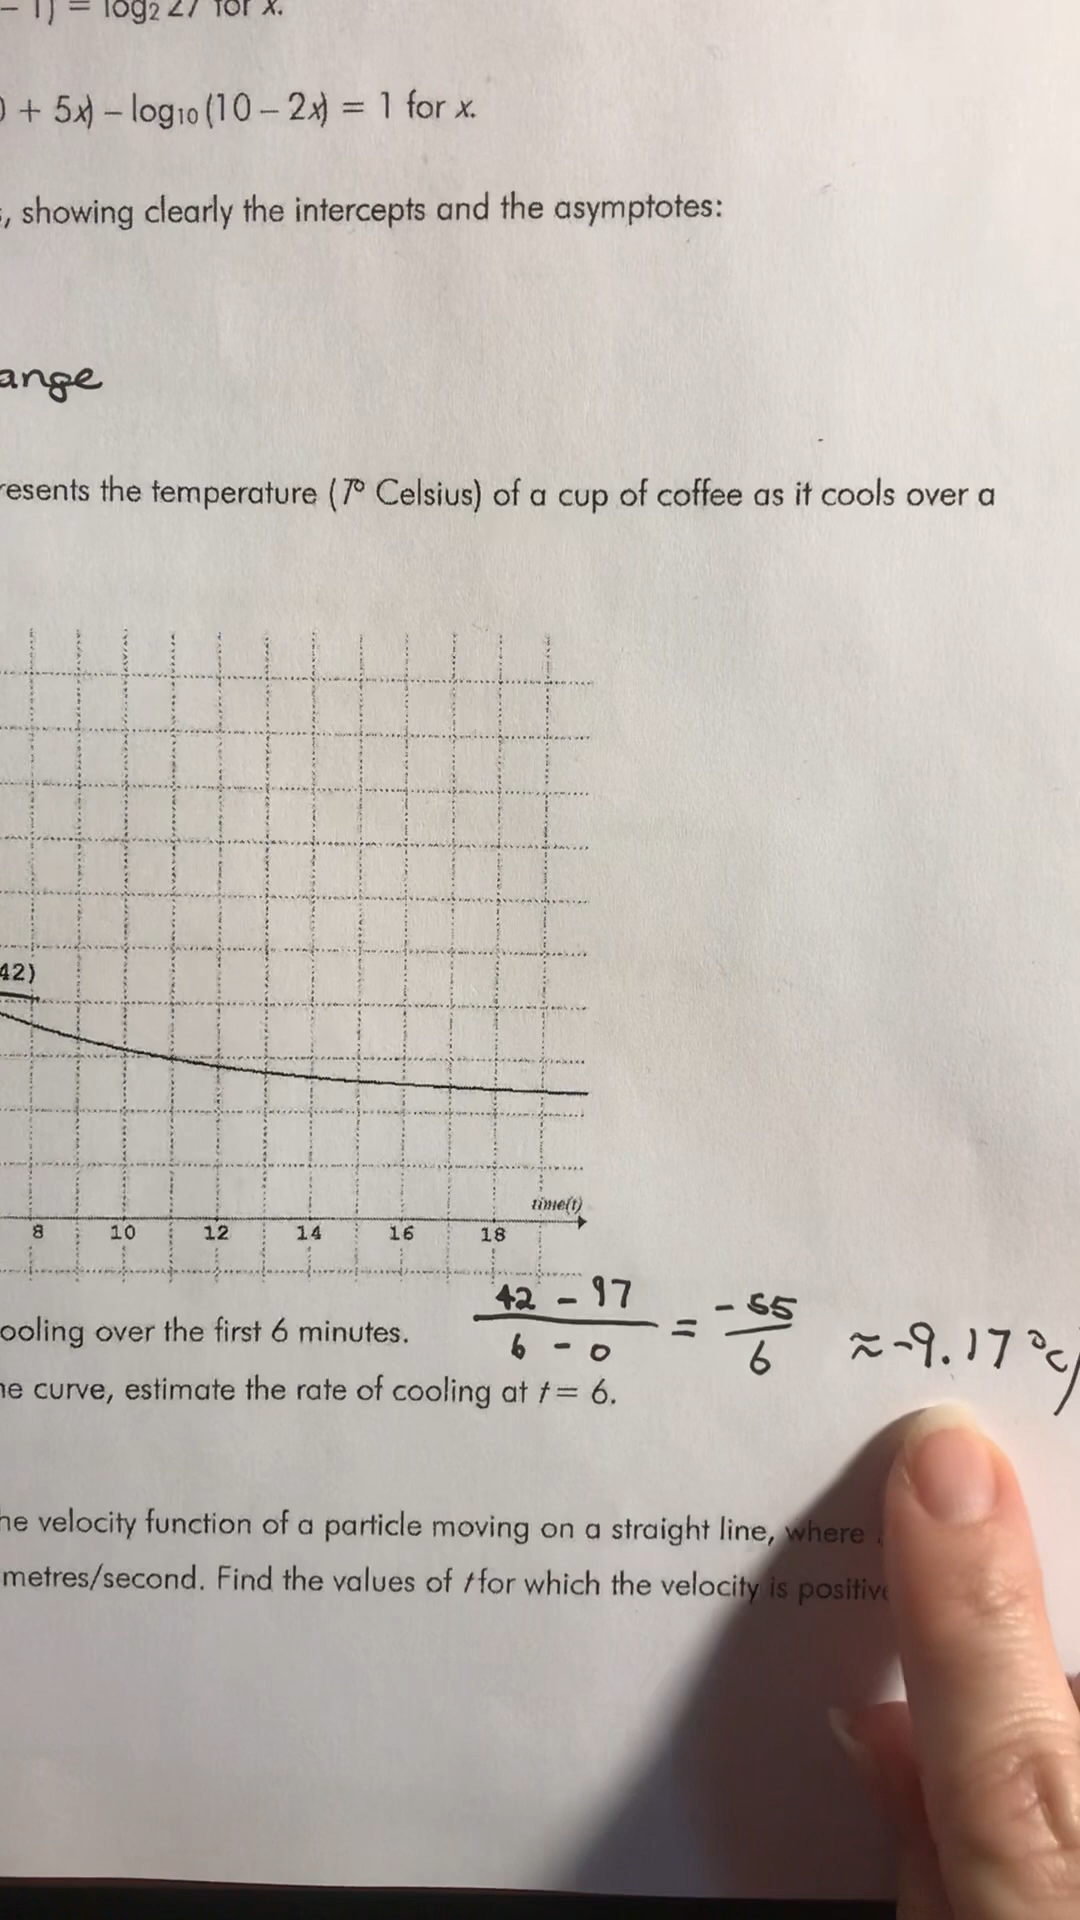 − 1) = log₂ 27 for x.
+ 5x) − log₁₀ (10 − 2x) = 1 for x.
, showing clearly the intercepts and the asymptotes:
ange
resents the temperature (T° Celsius) of a cup of coffee as it cools over a
42)
time(t)
8 10 12 14 16 18
42 − 97
6 − 0
= −55
6
≈ −9.17 °C/
ooling over the first 6 minutes.
he curve, estimate the rate of cooling at t = 6.
he velocity function of a particle moving on a straight line, where
metres/second. Find the values of t for which the velocity is positive